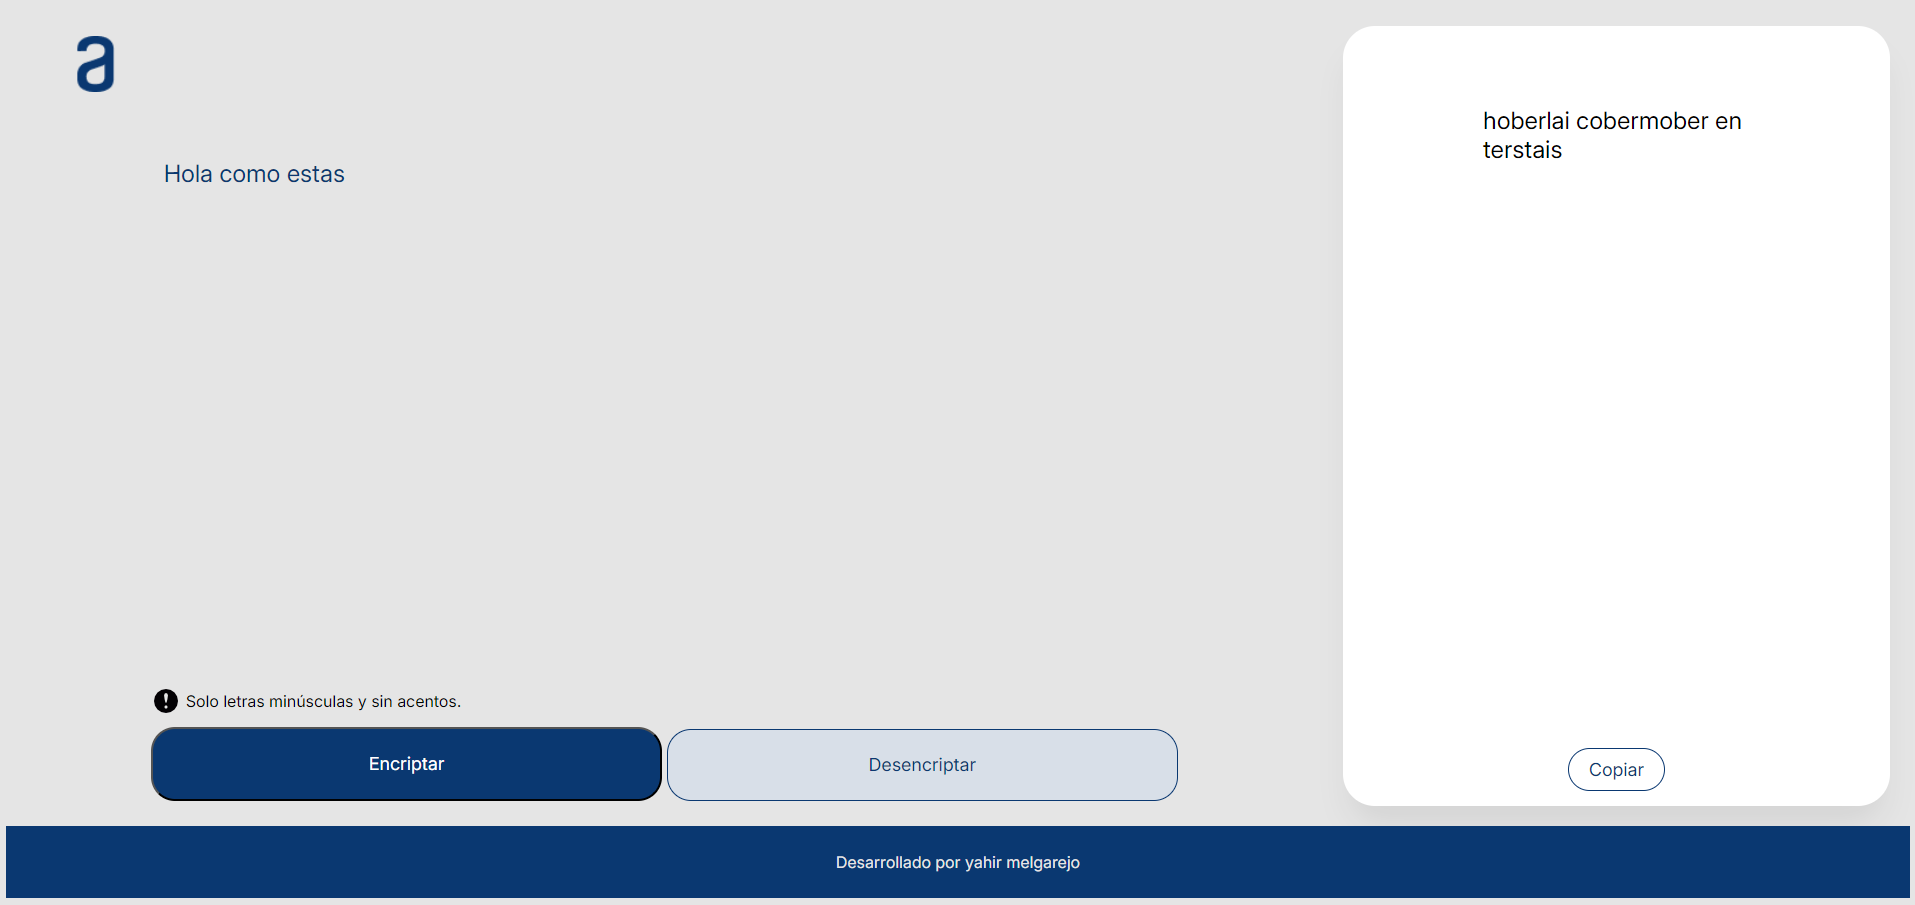 a
Hola como estas
hoberlai cobermober en
terstais
Solo letras minúsculas y sin acentos.
Encriptar
Desencriptar
Copiar
Desarrollado por yahir melgarejo